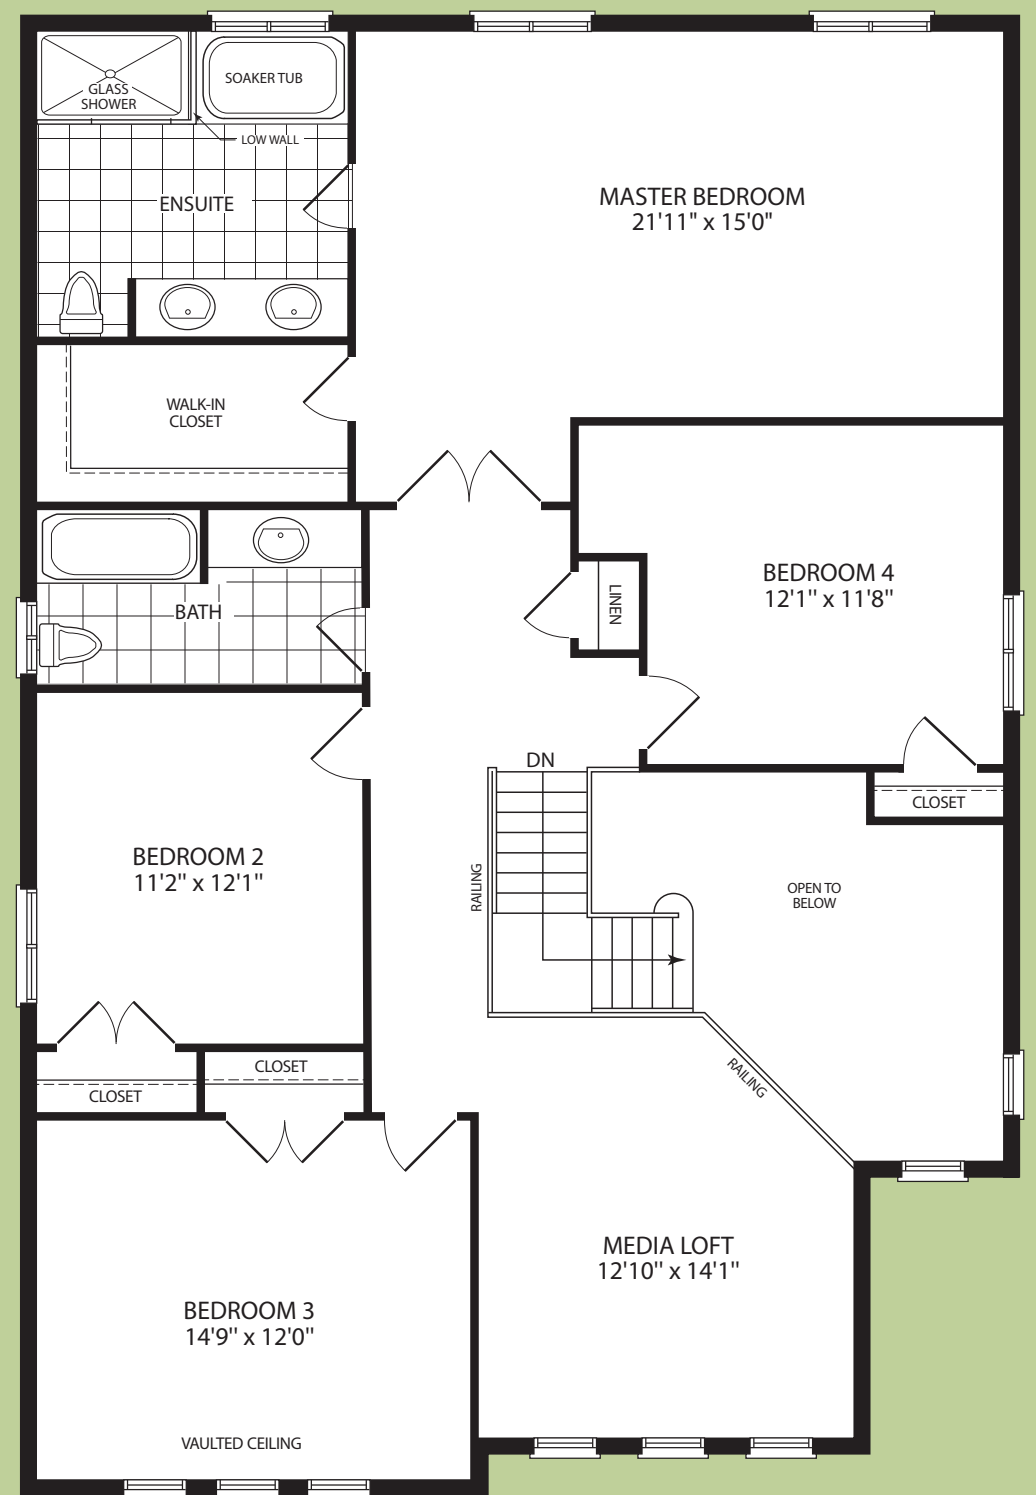 GLASS
SHOWER
SOAKER TUB
LOW WALL
ENSUITE
MASTER BEDROOM
21'11" x 15'0"
WALK-IN
CLOSET
BATH
LINEN
BEDROOM 4
12'1" x 11'8"
CLOSET
DN
RAILING
OPEN TO
BELOW
BEDROOM 2
11'2" x 12'1"
CLOSET
CLOSET
RAILING
MEDIA LOFT
12'10" x 14'1"
BEDROOM 3
14'9" x 12'0"
VAULTED CEILING